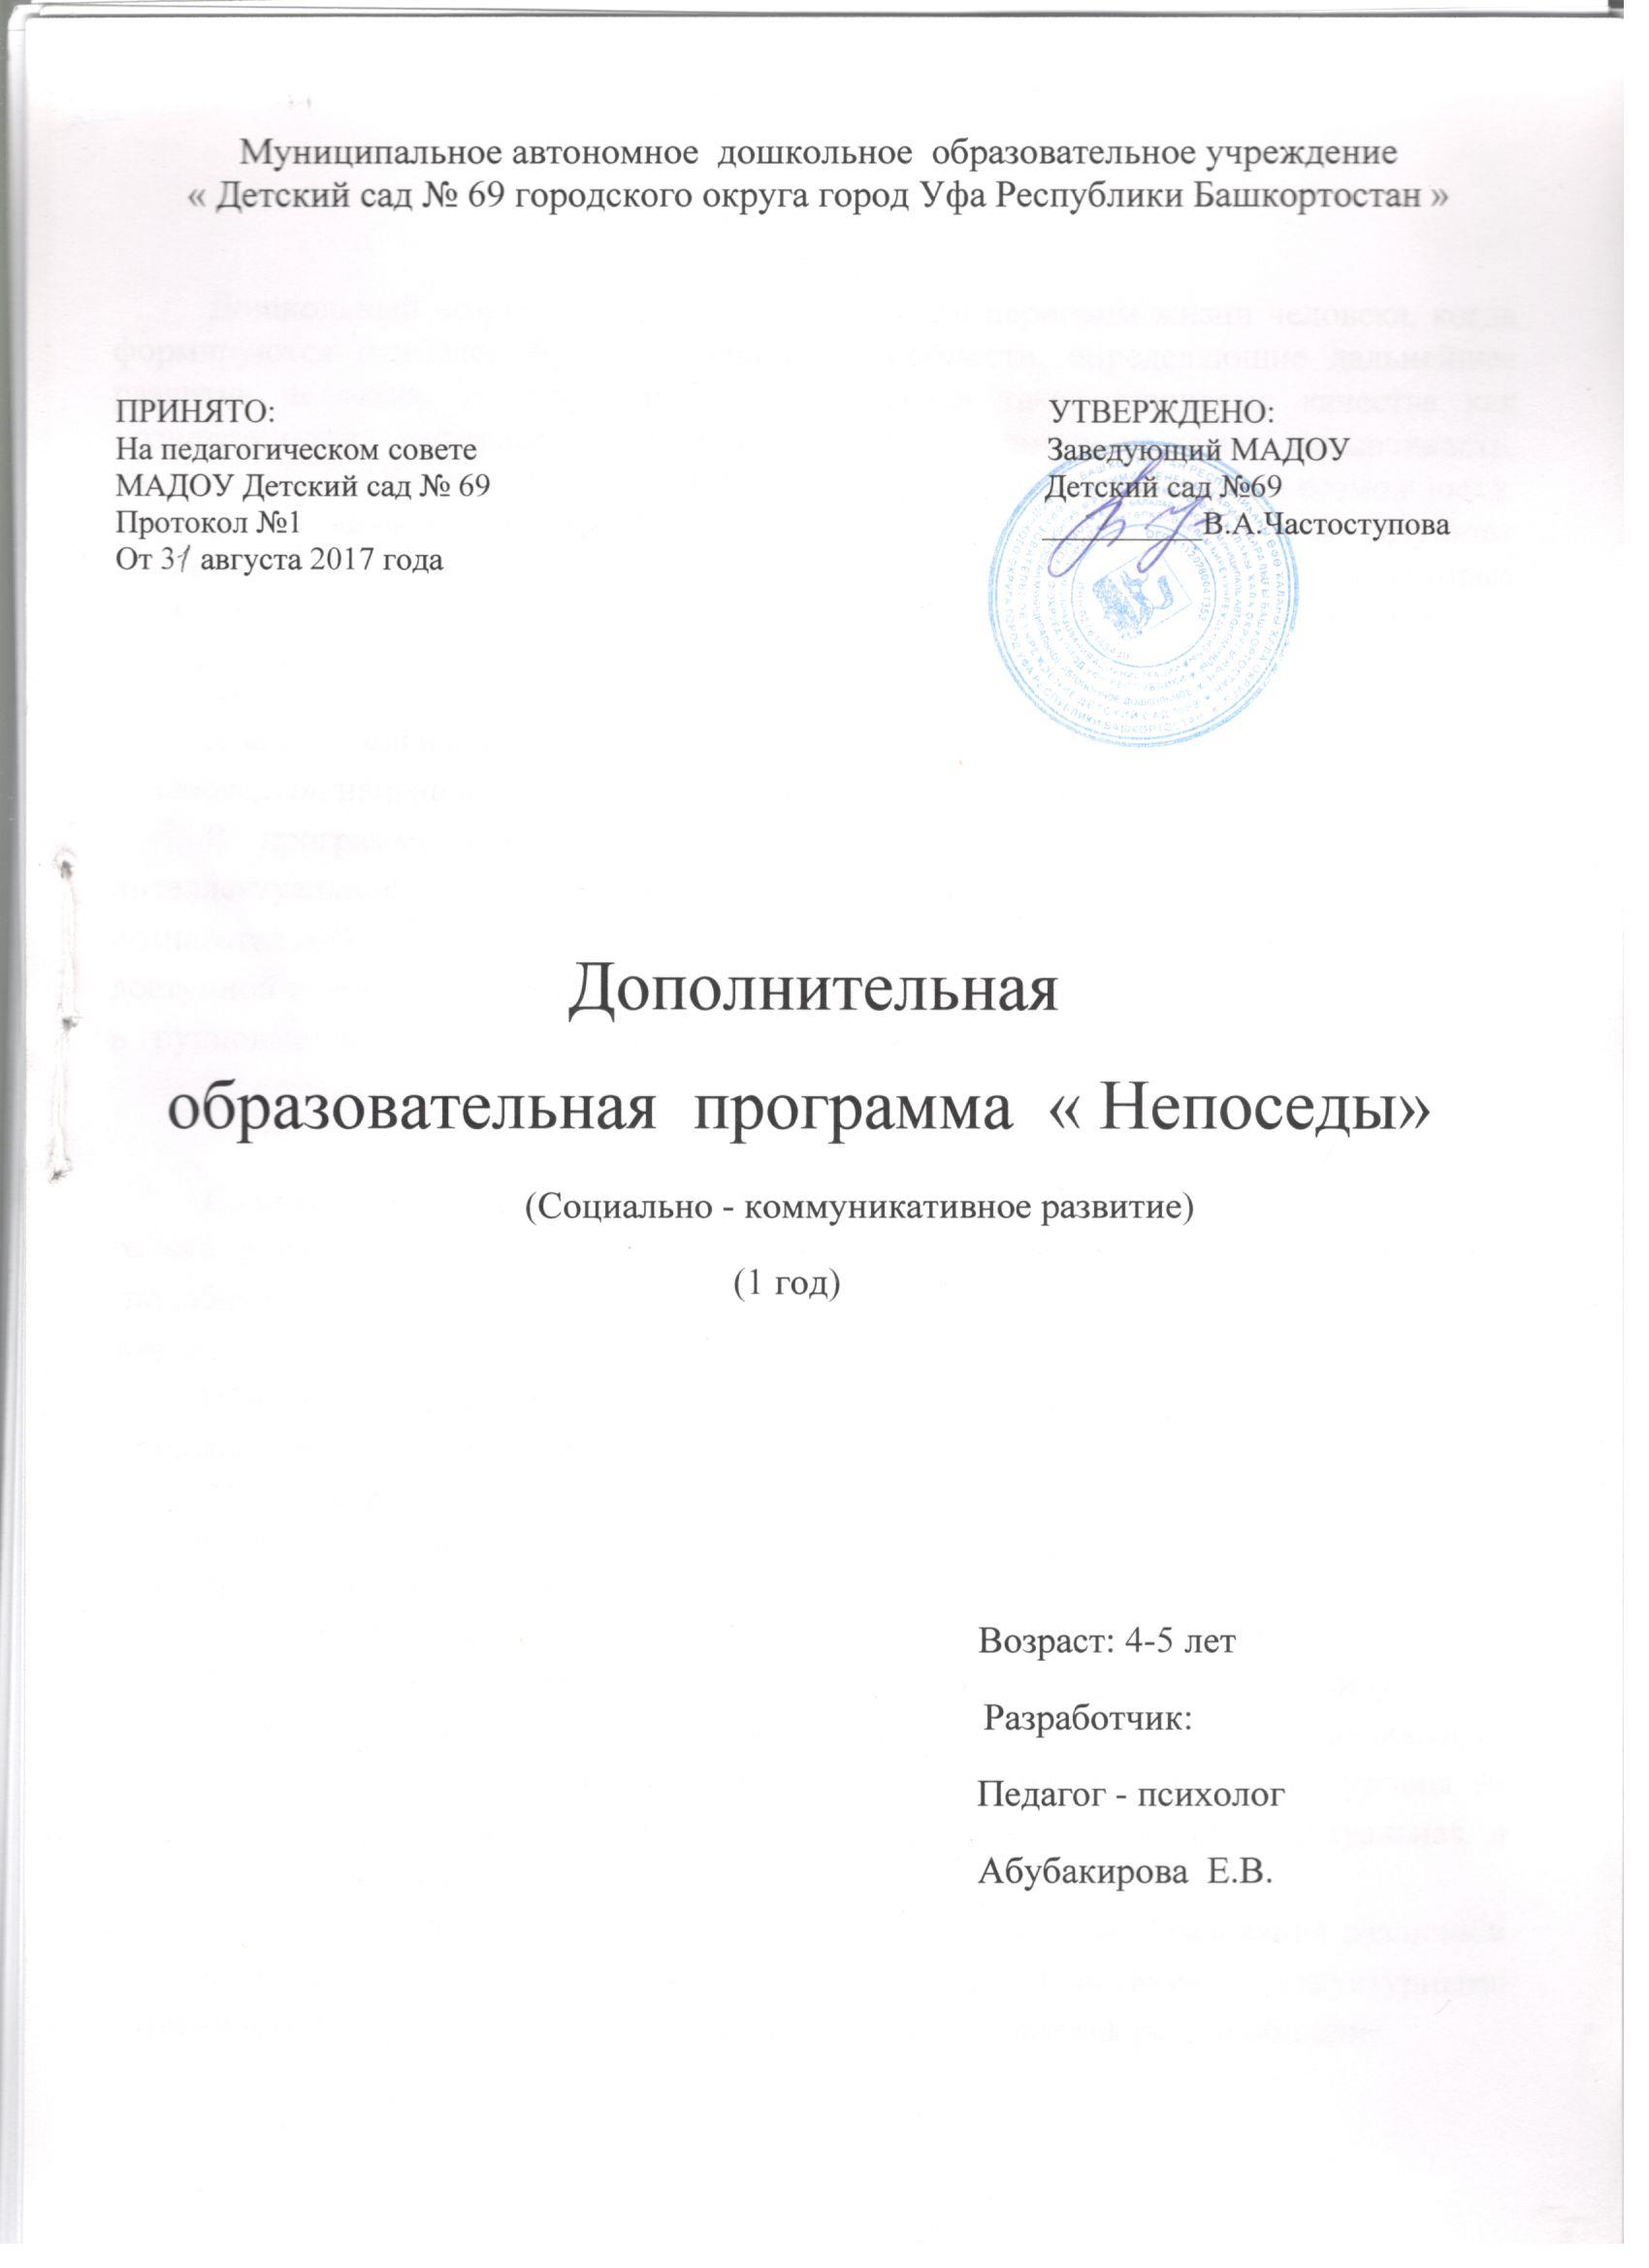 Муниципальное автономное дошкольное образовательное учреждение
« Детский сад № 69 городского округа город Уфа Республики Башкортостан »
ПРИНЯТО:
На педагогическом совете
МАДОУ Детский сад № 69
Протокол №1
От 31 августа 2017 года
УТВЕРЖДЕНО:
Заведующий МАДОУ
Детский сад №69
__________В.А.Частоступова
Дополнительная
образовательная программа « Непоседы»
(Социально - коммуникативное развитие)
(1 год)
Возраст: 4-5 лет
Разработчик:
Педагог - психолог
Абубакирова Е.В.